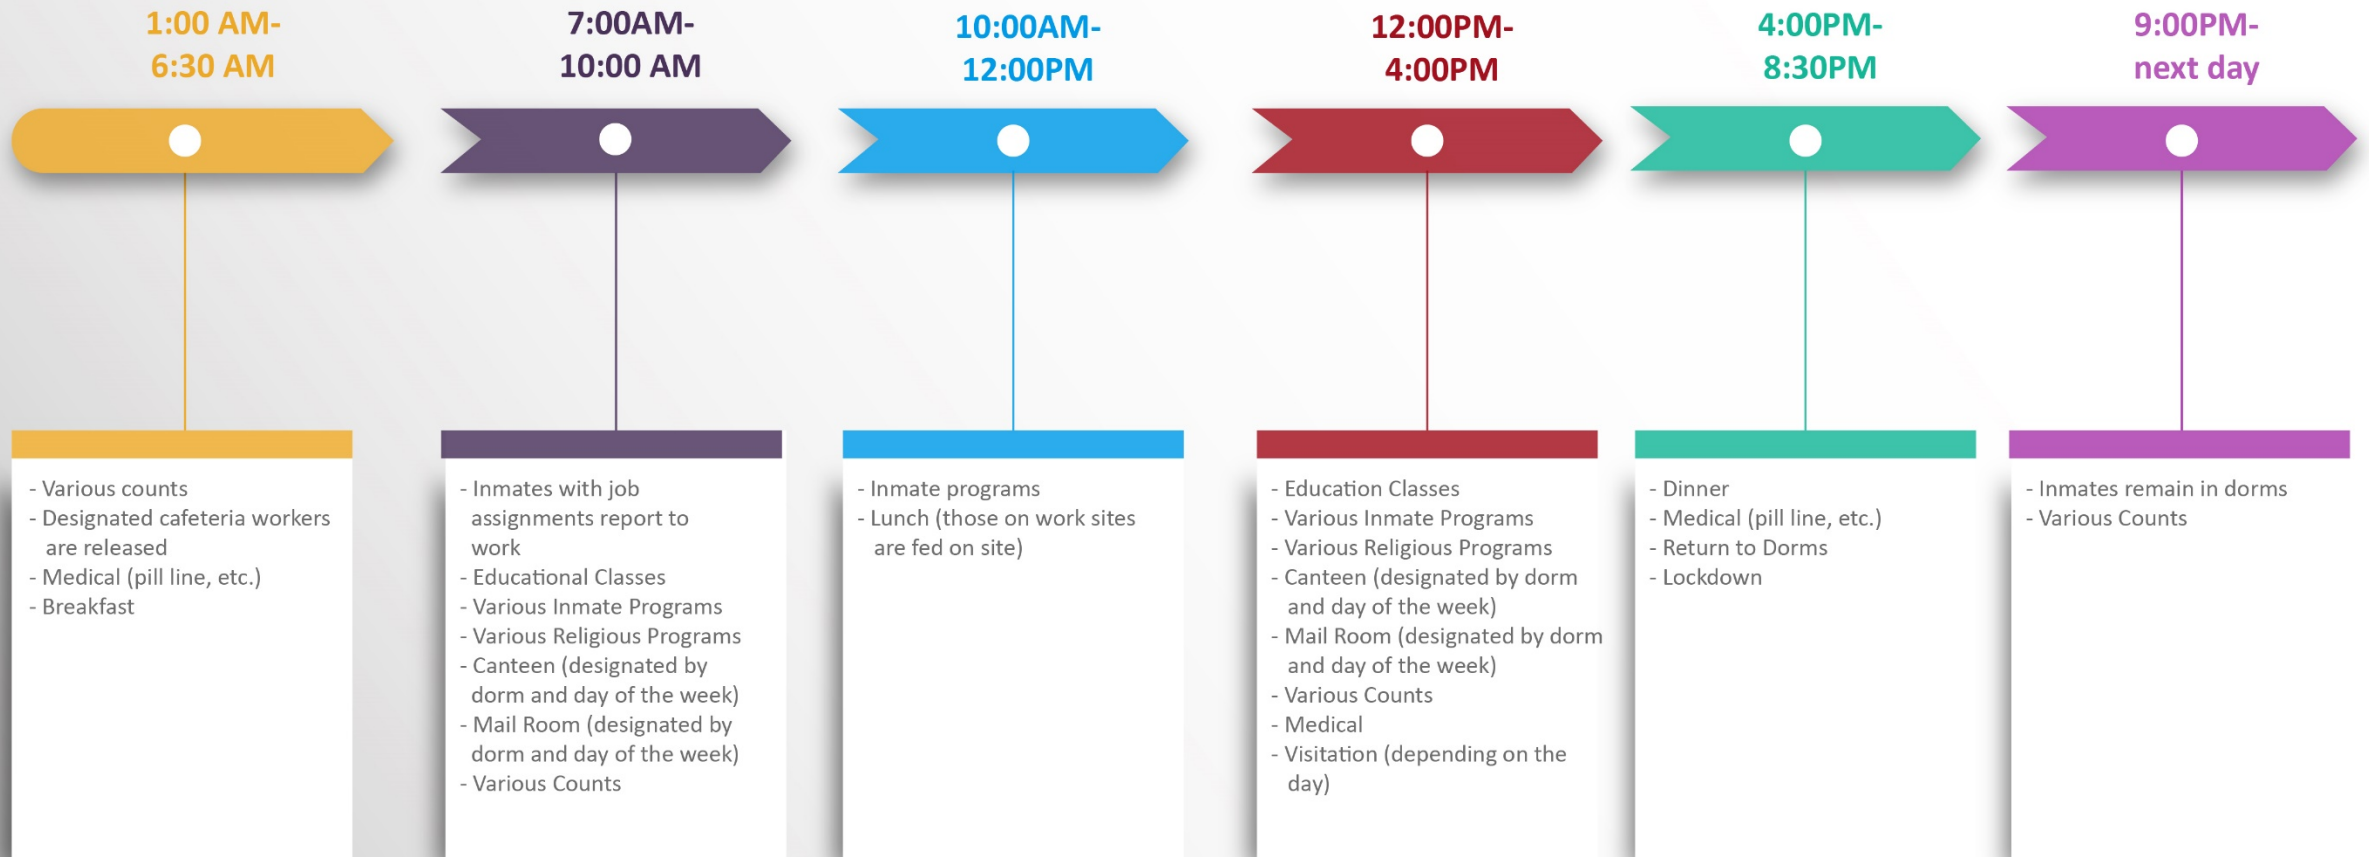 1:00 AM-
6:30 AM
7:00AM-
10:00 AM
10:00AM-
12:00PM
12:00PM-
4:00PM
4:00PM-
8:30PM
9:00PM-
next day
- Various counts
- Designated cafeteria workers
are released
- Medical (pill line, etc.)
- Breakfast
- Inmates with job
assignments report to
work
- Educational Classes
- Various Inmate Programs
- Various Religious Programs
- Canteen (designated by
dorm and day of the week)
- Mail Room (designated by
dorm and day of the week)
- Various Counts
- Inmate programs
- Lunch (those on work sites
are fed on site)
- Education Classes
- Various Inmate Programs
- Various Religious Programs
- Canteen (designated by dorm
and day of the week)
- Mail Room (designated by dorm
and day of the week)
- Various Counts
- Medical
- Visitation (depending on the
day)
- Dinner
- Medical (pill line, etc.)
- Return to Dorms
- Lockdown
- Inmates remain in dorms
- Various Counts